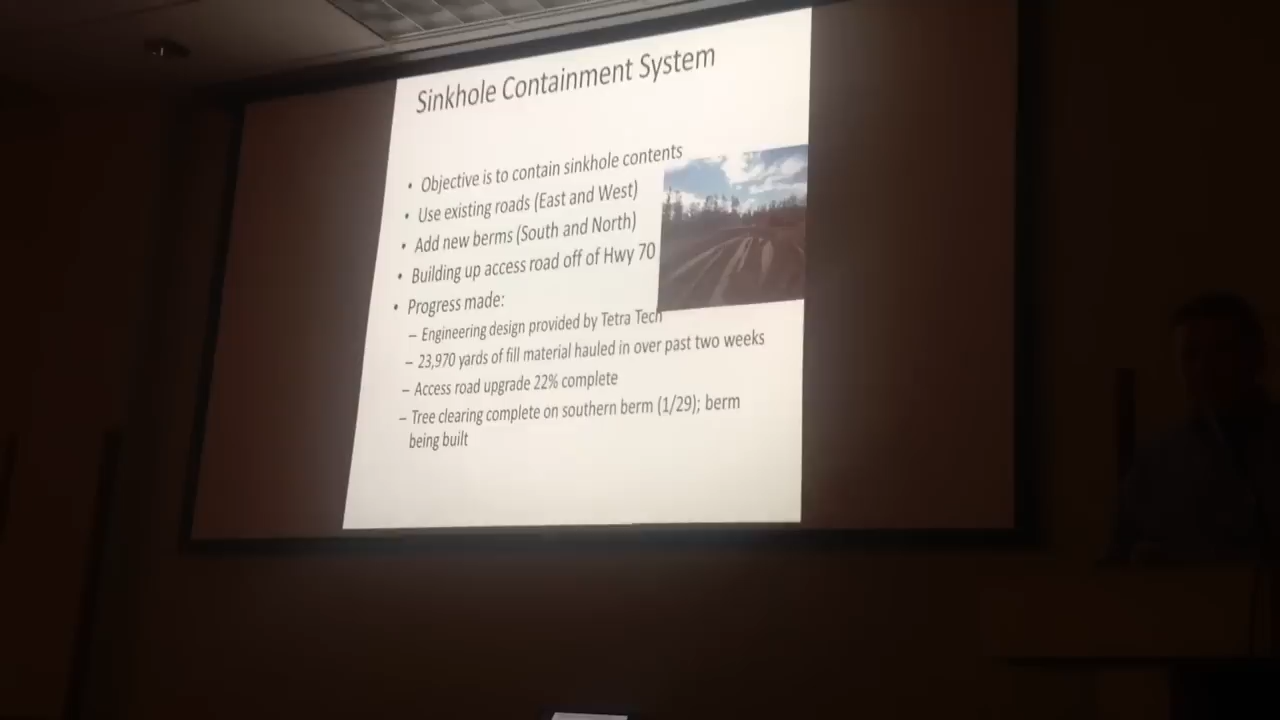 Sinkhole Containment System
• Objective is to contain sinkhole contents
• Use existing roads (East and West)
• Add new berms (South and North)
• Building up access road off of Hwy 70
• Progress made:
– Engineering design provided by Tetra Tech
– 23,970 yards of fill material hauled in over past two weeks
– Access road upgrade 22% complete
– Tree clearing complete on southern berm (1/29); berm
being built